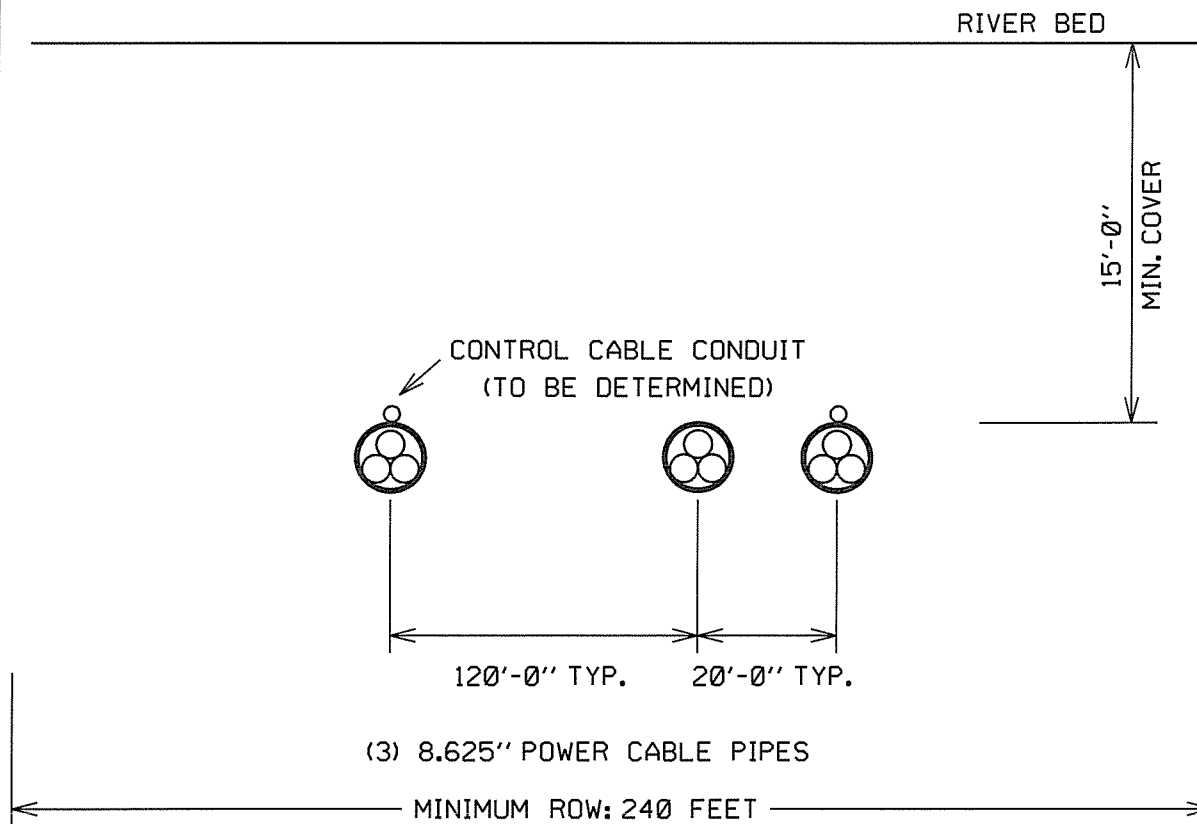 RIVER BED
15'-0''
MIN. COVER
CONTROL CABLE CONDUIT
(TO BE DETERMINED)
120'-0'' TYP.
20'-0'' TYP.
(3) 8.625'' POWER CABLE PIPES
MINIMUM ROW: 240 FEET